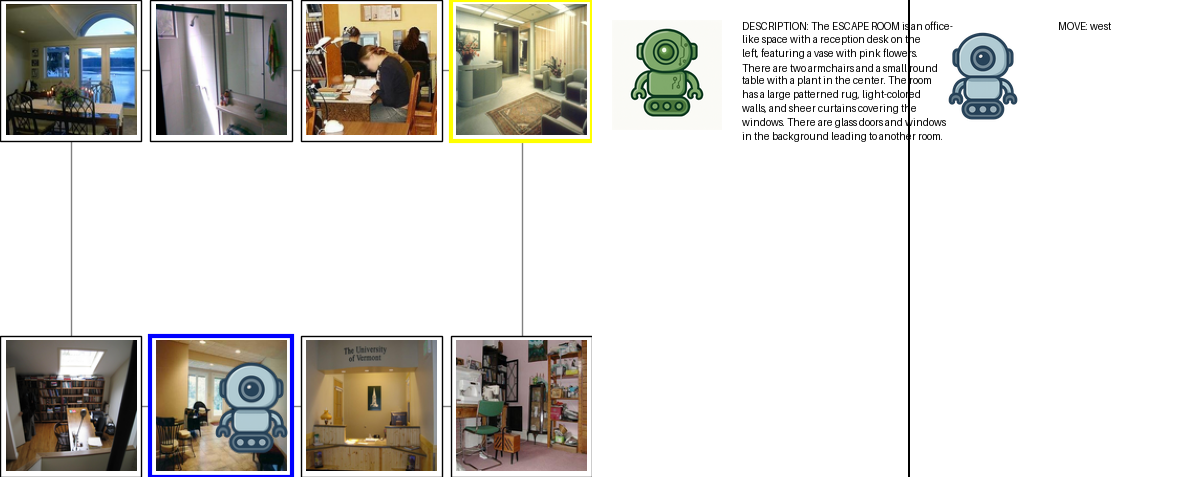 DESCRIPTION: The ESCAPE ROOM is an office-
like space with a reception desk on the
left, featuring a vase with pink flowers.
There are two armchairs and a small round
table with a plant in the center. The room
has a large patterned rug, light-colored
walls, and sheer curtains covering the
windows. There are glass doors and windows
in the background leading to another room.
MOVE: west
The University
of Vermont